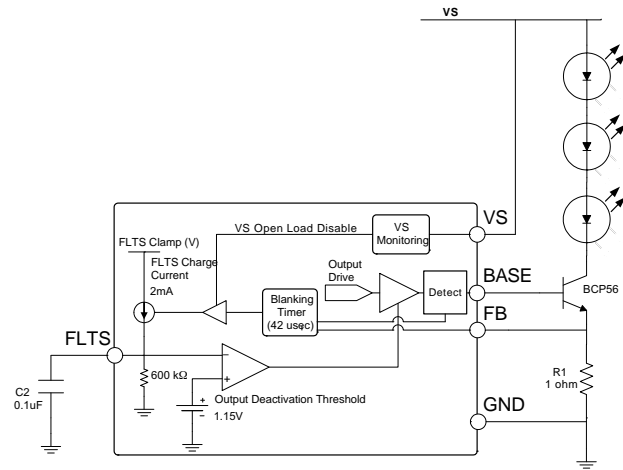 VS
VS
VS Open Load Disable
VS
Monitoring
FLTS Clamp (V)
FLTS Charge
Current
2mA
Output
Drive
BASE
Detect
BCP56
Blanking
Timer
(42 usec)
FB
FLTS
600 kΩ
R1
1 ohm
C2
0.1uF
Output Deactivation Threshold
1.15V
GND